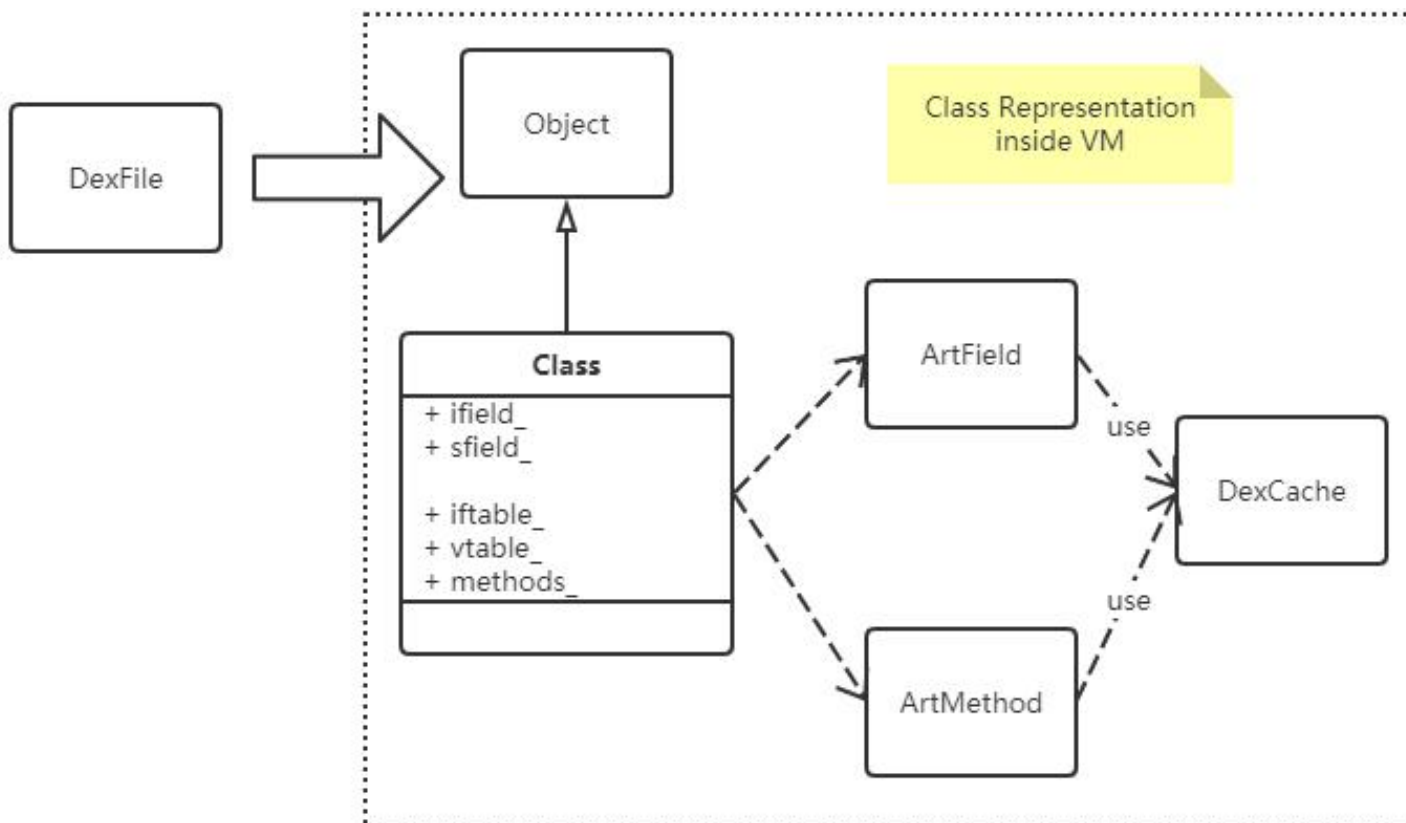 DexFile
Object
Class Representation
inside VM
Class
+ ifield_
+ sfield_
+ iftable_
+ vtable_
+ methods_
ArtField
use
DexCache
use
ArtMethod